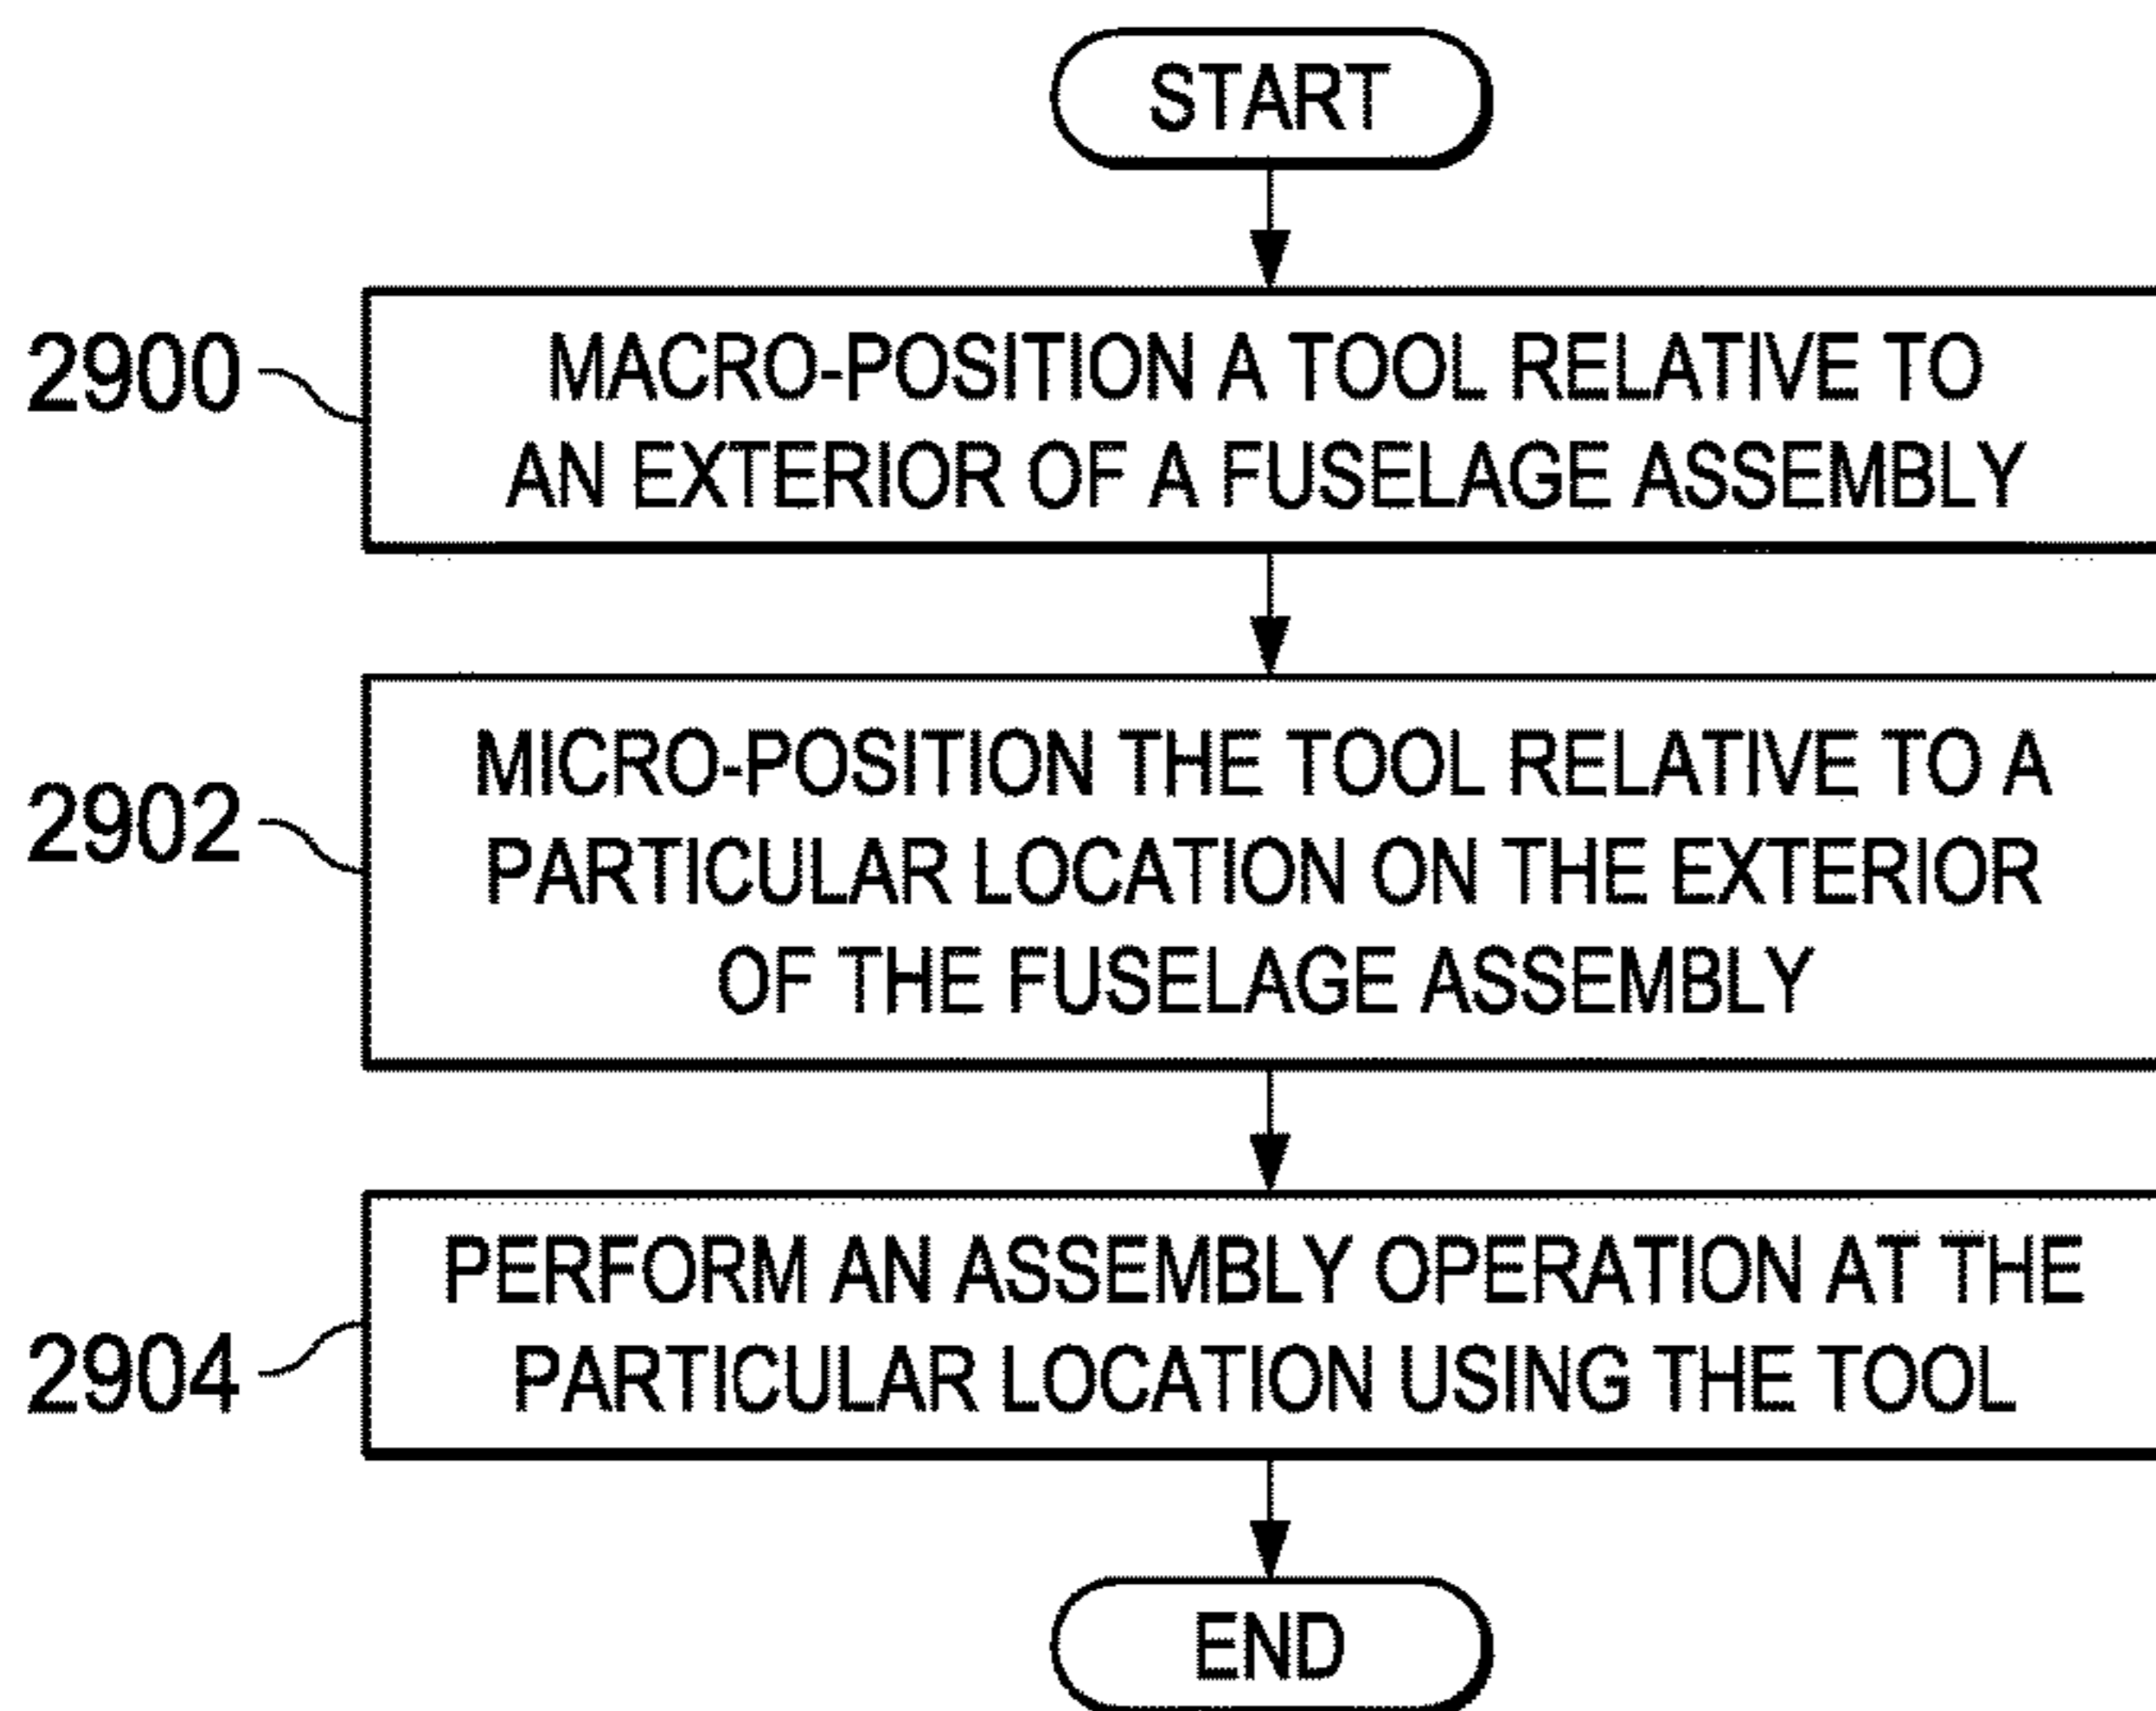 START
2900
MACRO-POSITION A TOOL RELATIVE TO
AN EXTERIOR OF A FUSELAGE ASSEMBLY
2902
MICRO-POSITION THE TOOL RELATIVE TO A
PARTICULAR LOCATION ON THE EXTERIOR
OF THE FUSELAGE ASSEMBLY
2904
PERFORM AN ASSEMBLY OPERATION AT THE
PARTICULAR LOCATION USING THE TOOL
END